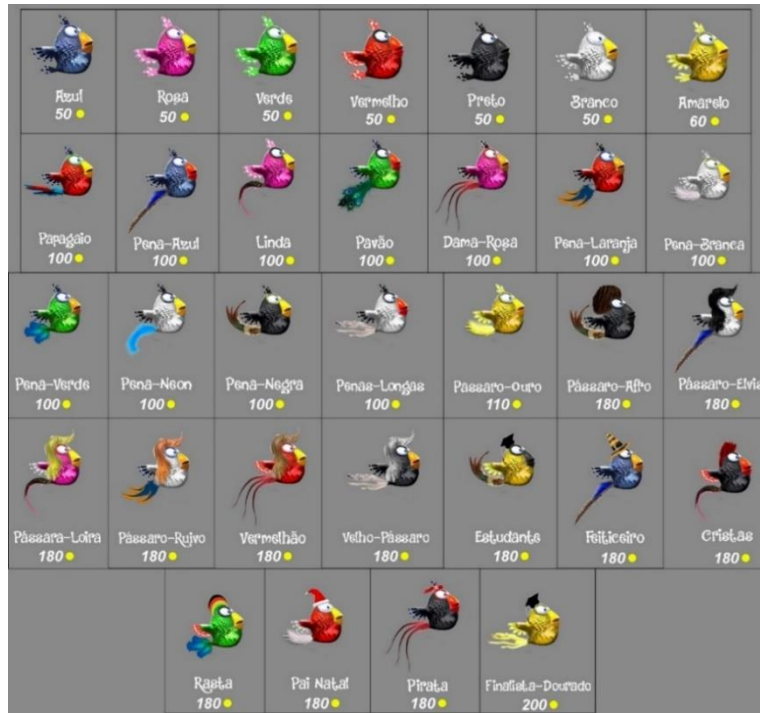 Azul
50
Rosa
50
Verde
50
Vermelho
50
Preto
50
Branco
50
Amarelo
60
Papagaio
100
Pena-Azul
100
Linda
100
Pavão
100
Dama-Rosa
100
Pena-Laranja
100
Pena-Branca
100
Pena-Verde
100
Pena-Neon
100
Pena-Negra
100
Penas-Longas
100
Pássaro-Ouro
110
Pássaro-Afro
180
Pássaro-Elvis
180
Pássara-Loira
180
Pássaro-Ruivo
180
Vermelhão
180
Velho-Pássaro
180
Estudante
180
Feiticeiro
180
Cristas
180
Rasta
180
Pai Natal
180
Pirata
180
Finalista-Dourado
200